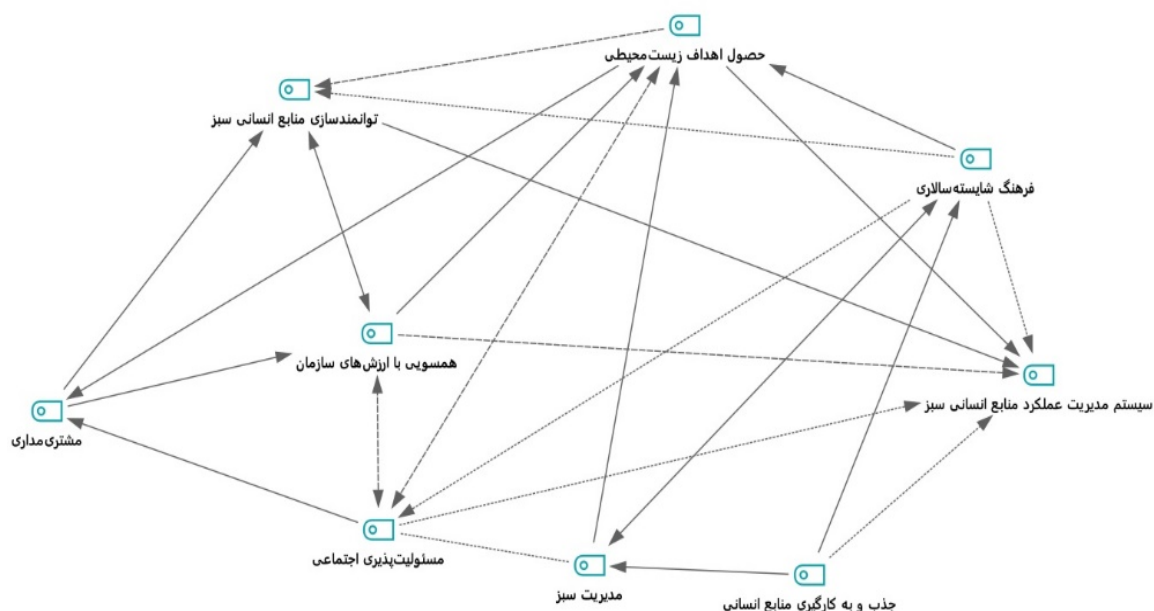 حصول اهداف زیست‌محیطی
توانمندسازی منابع انسانی سبز
فرهنگ شایسته‌سالاری
همسویی با ارزش‌های سازمان
سیستم مدیریت عملکرد منابع انسانی سبز
مشتری‌مداری
مسئولیت‌پذیری اجتماعی
مدیریت سبز
جذب و به کارگیری منابع انسانی